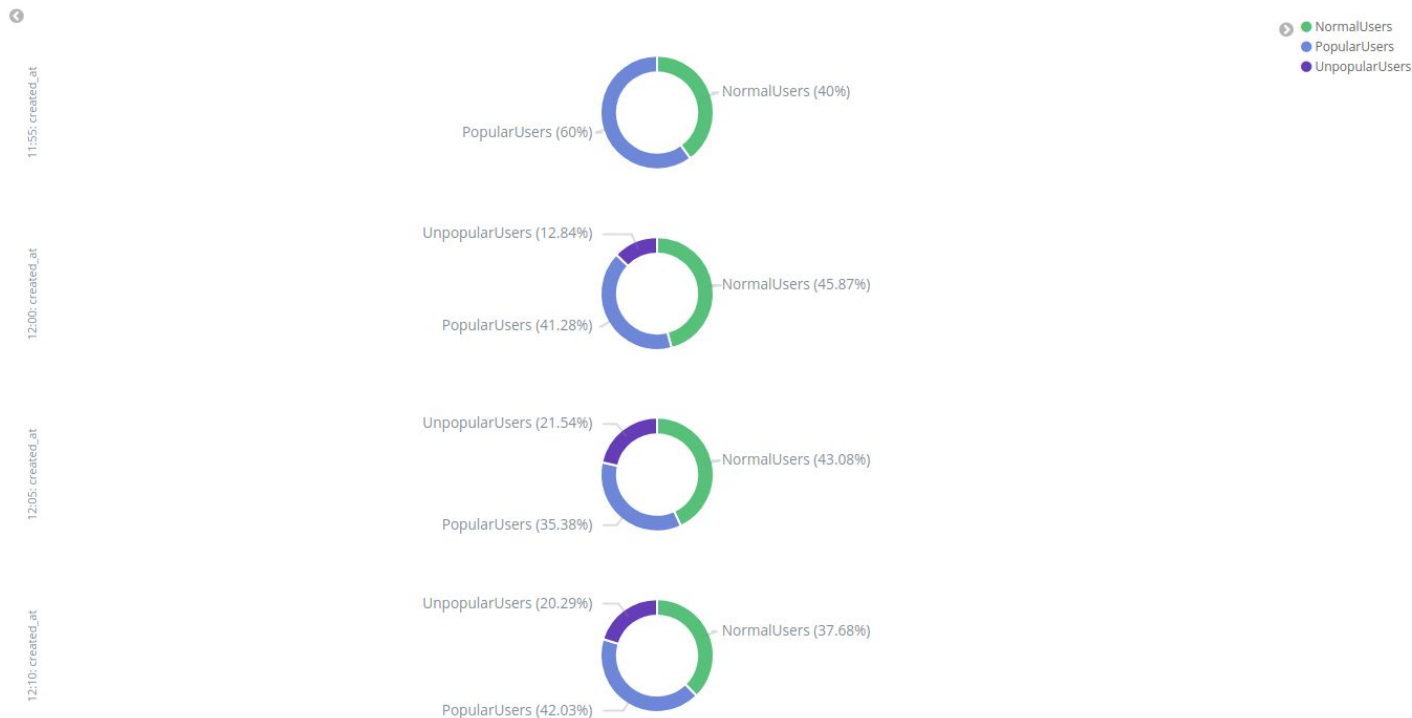 NormalUsers
PopularUsers
UnpopularUsers
11:55: created_at
NormalUsers (40%)
PopularUsers (60%)
12:00: created_at
UnpopularUsers (12.84%)
NormalUsers (45.87%)
PopularUsers (41.28%)
12:05: created_at
UnpopularUsers (21.54%)
NormalUsers (43.08%)
PopularUsers (35.38%)
12:10: created_at
UnpopularUsers (20.29%)
NormalUsers (37.68%)
PopularUsers (42.03%)